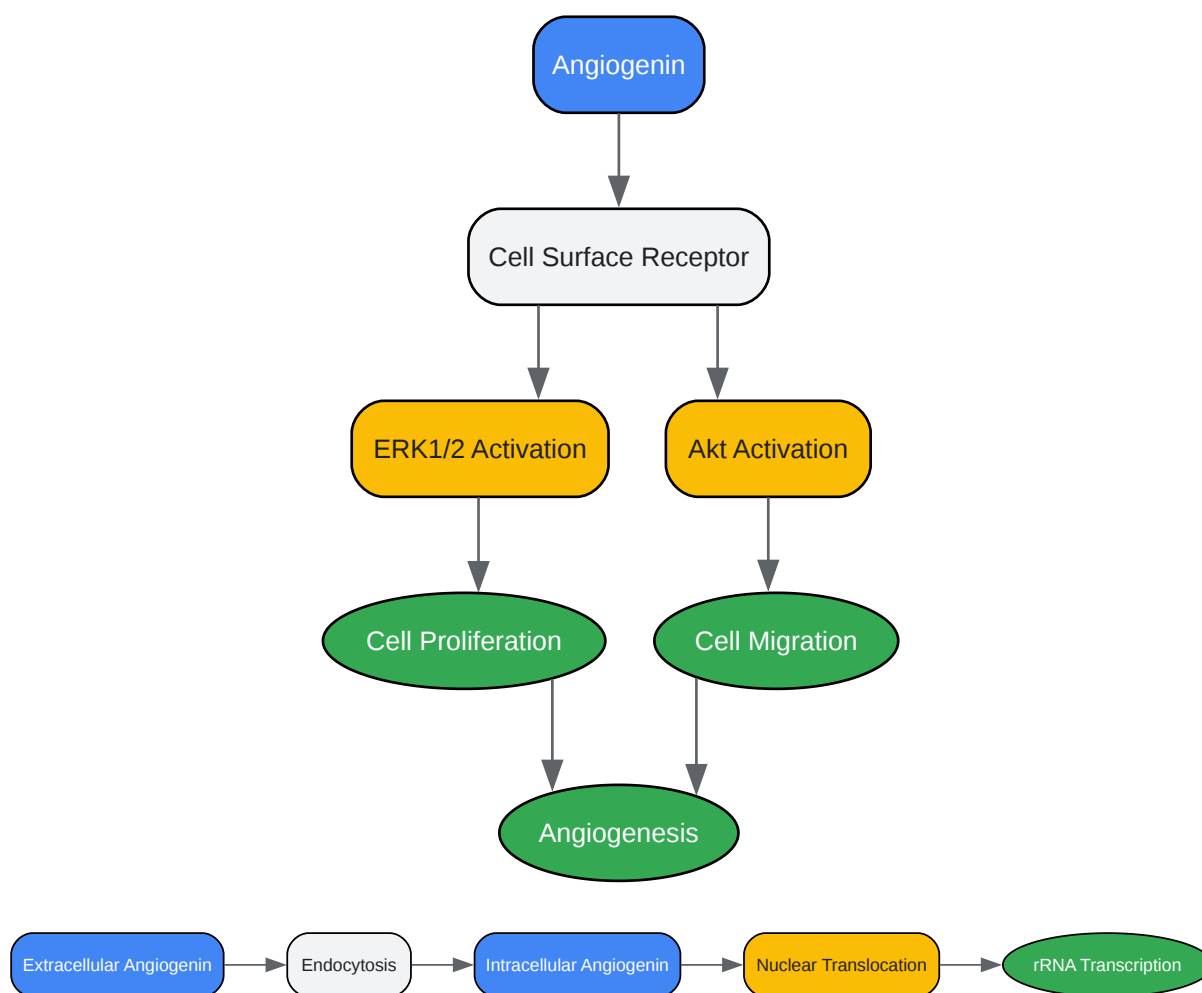 Angiogenin
Cell Surface Receptor
ERK1/2 Activation
Akt Activation
Cell Proliferation
Cell Migration
Angiogenesis
Extracellular Angiogenin
Endocytosis
Intracellular Angiogenin
Nuclear Translocation
rRNA Transcription